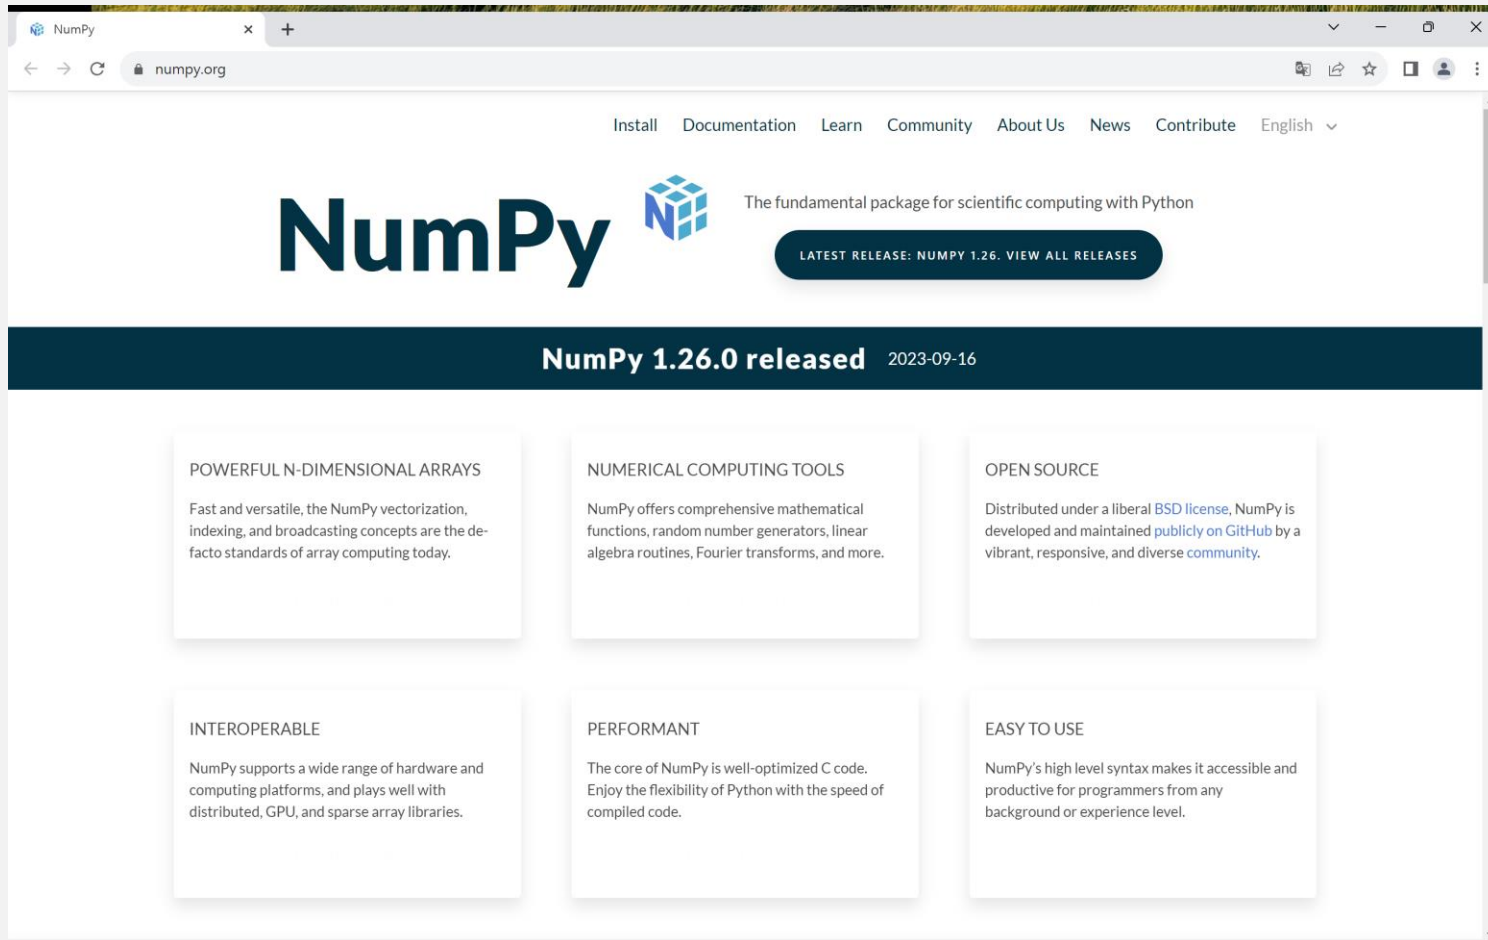 NumPy
numpy.org
Install Documentation Learn Community About Us News Contribute English
NumPy
The fundamental package for scientific computing with Python
LATEST RELEASE: NUMPY 1.26. VIEW ALL RELEASES
NumPy 1.26.0 released 2023-09-16
POWERFUL N-DIMENSIONAL ARRAYS
Fast and versatile, the NumPy vectorization,
indexing, and broadcasting concepts are the de-
facto standards of array computing today.
NUMERICAL COMPUTING TOOLS
NumPy offers comprehensive mathematical
functions, random number generators, linear
algebra routines, Fourier transforms, and more.
OPEN SOURCE
Distributed under a liberal BSD license, NumPy is
developed and maintained publicly on GitHub by a
vibrant, responsive, and diverse community.
INTEROPERABLE
NumPy supports a wide range of hardware and
computing platforms, and plays well with
distributed, GPU, and sparse array libraries.
PERFORMANT
The core of NumPy is well-optimized C code.
Enjoy the flexibility of Python with the speed of
compiled code.
EASY TO USE
NumPy's high level syntax makes it accessible and
productive for programmers from any
background or experience level.